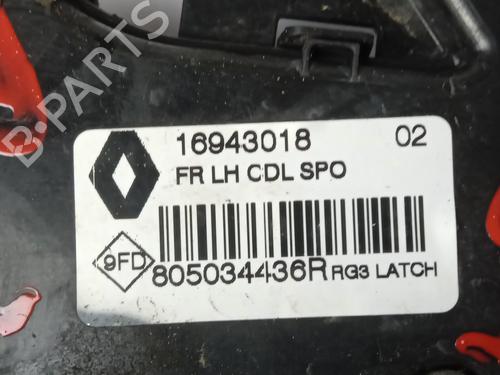 16943018 02
FR LH CDL SPO
9FD
805034436R RG3 LATCH
D-PARTS